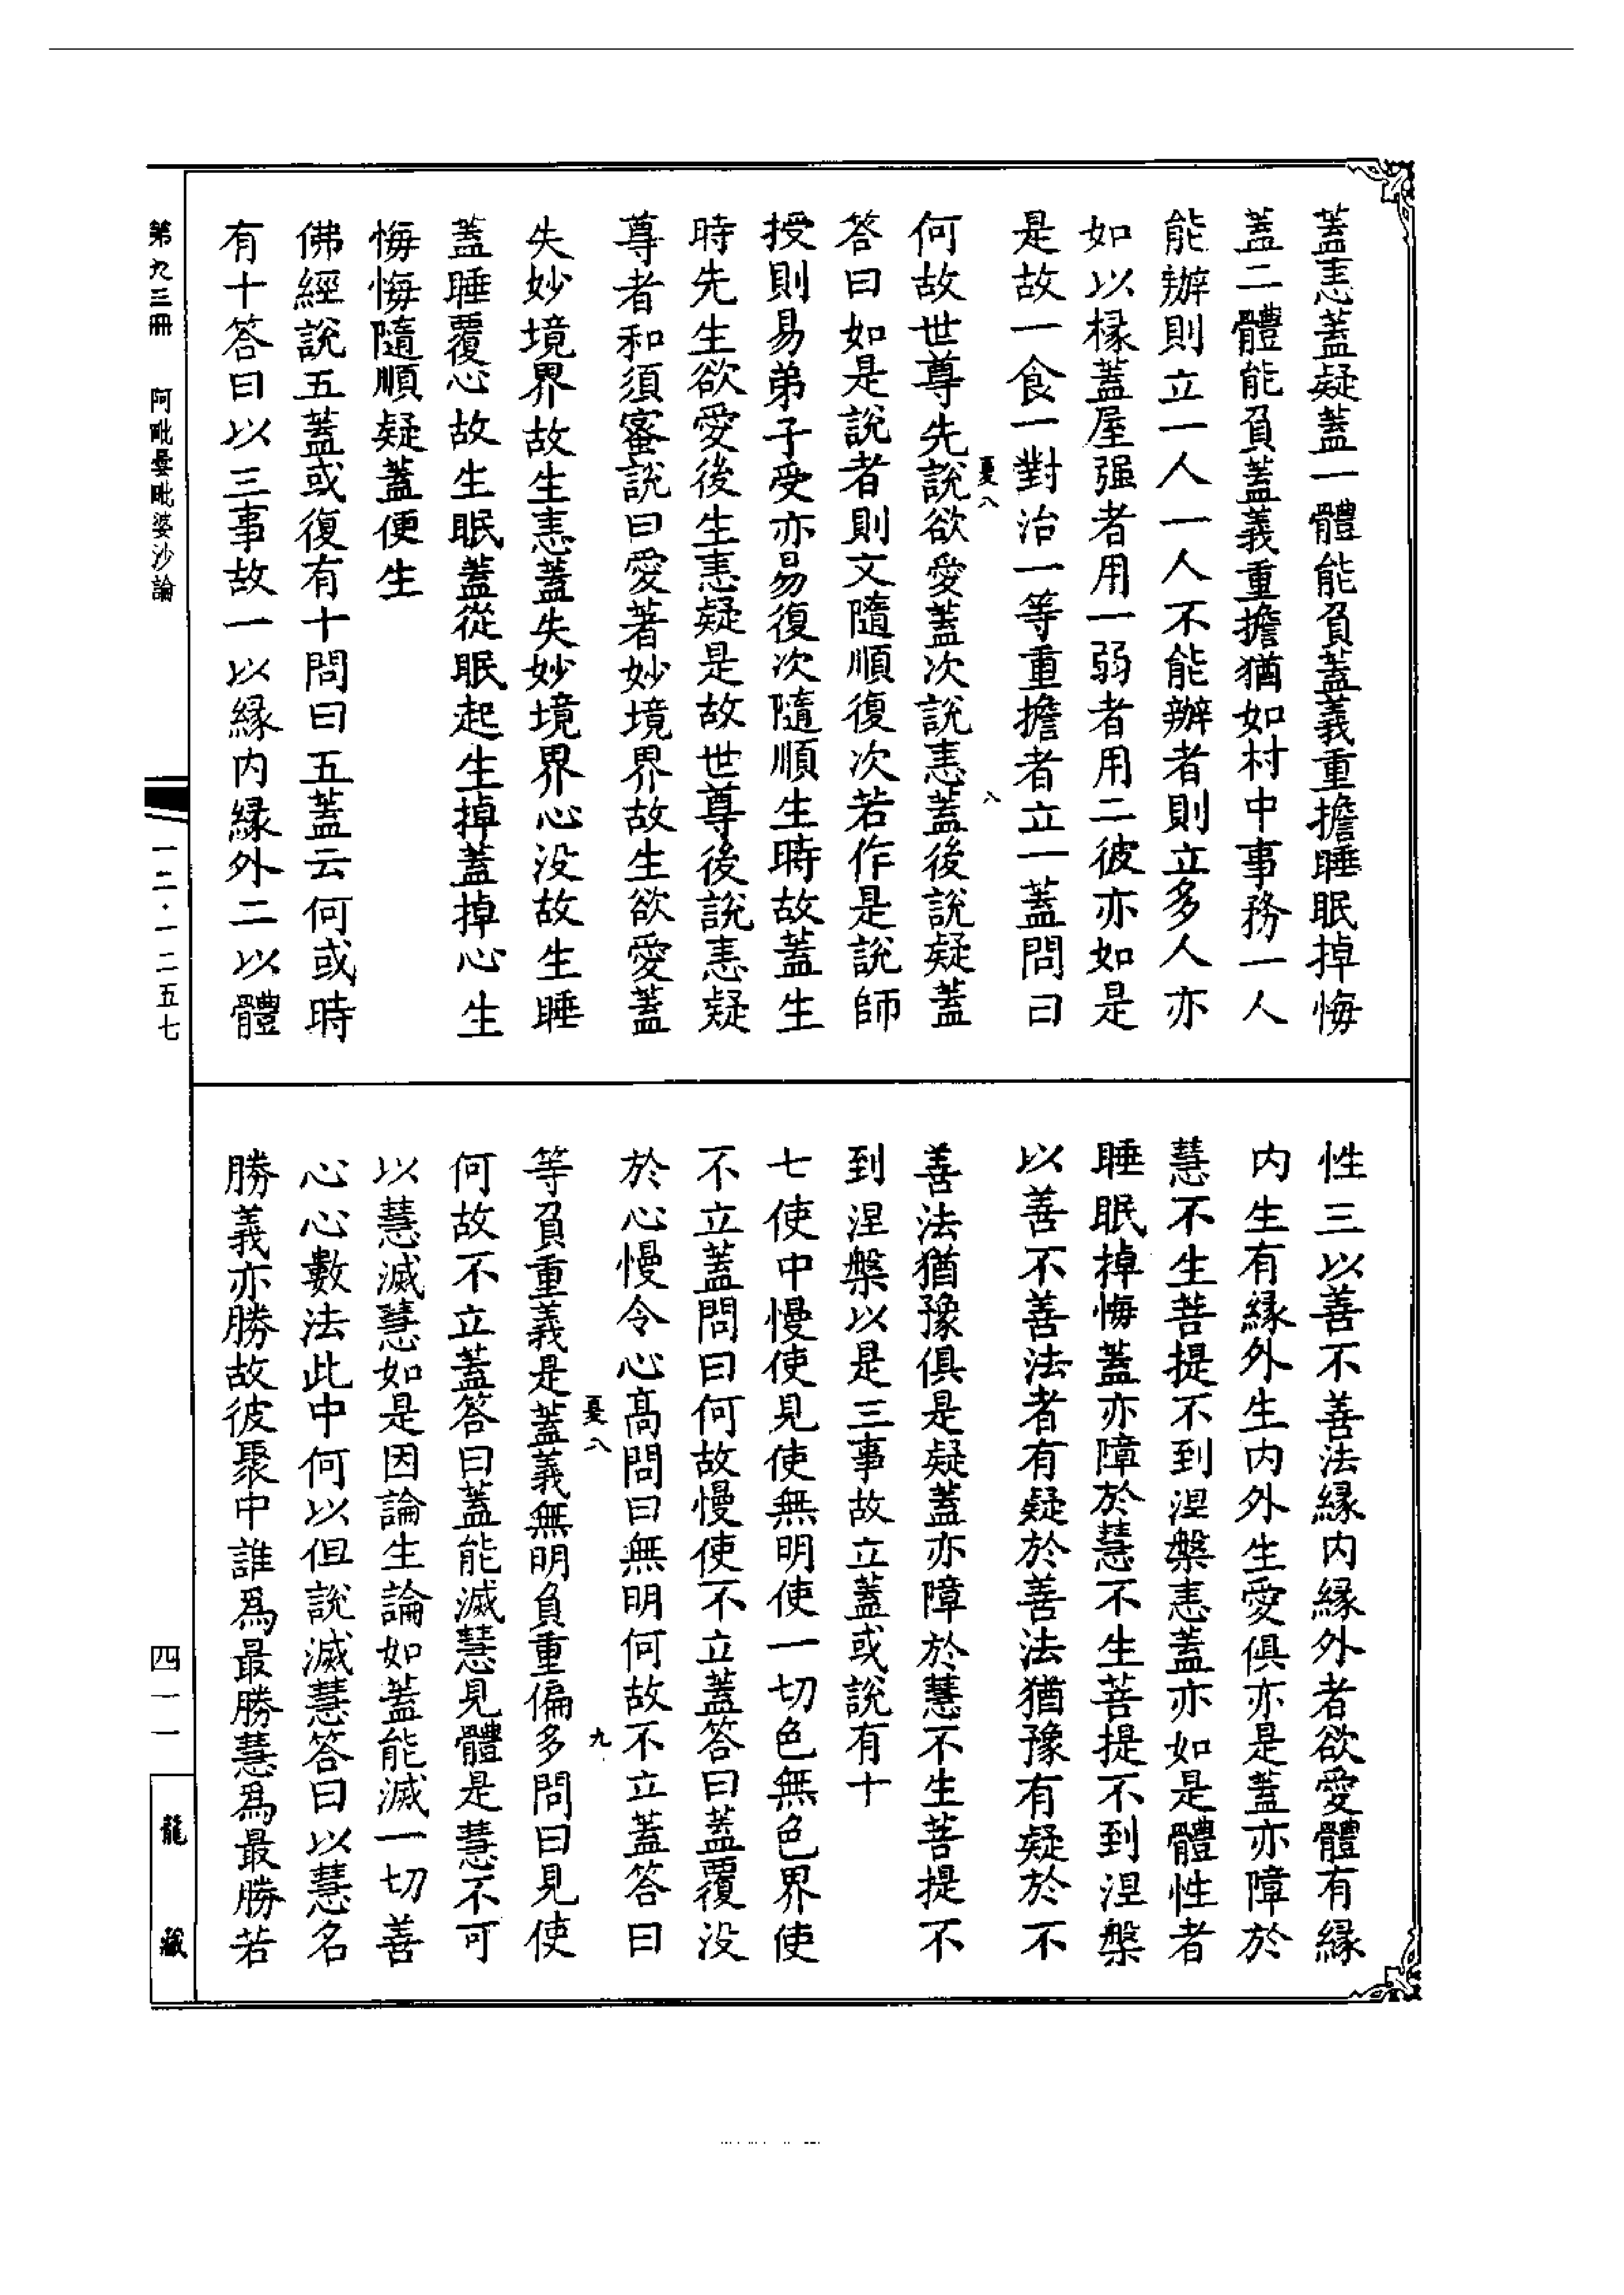 蓋恚蓋疑蓋一體能負蓋義重擔睡眠掉悔
蓋二體能負蓋義重擔猶如村中事務一人
能辦則立一人一人不能辦者則立多人亦
如以椽蓋屋强者用一弱者用二彼亦如是
是故一食一對治一等重擔者立一蓋問曰
憂八
八
何故世尊先說欲愛蓋次說恚蓋後說疑蓋
答曰如是說者則文隨順復次若作是說師
授則易弟子受亦易復次隨順生時故蓋生
時先生欲愛後生恚疑是故世尊後說恚疑
尊者和須蜜說曰愛著妙境界故生欲愛蓋
失妙境界故生恚蓋失妙境界心没故生睡
蓋睡覆心故生眠蓋從眠起生掉蓋掉心生
悔悔隨順疑蓋便生
佛經說五蓋或復有十問曰五蓋云何或時
有十答曰以三事故一以緣内緣外二以體
性三以善不善法緣内緣外者欲愛體有緣
内生有緣外生内外生愛俱亦是蓋亦障於
慧不生菩提不到涅槃恚蓋亦如是體性者
睡眠掉悔蓋亦障於慧不生菩提不到涅槃
以善不善法者有疑於善法猶豫有疑於不
善法猶豫俱是疑蓋亦障於慧不生菩提不
到涅槃以是三事故立蓋或說有十
七使中慢使見使無明使一切色無色界使
不立蓋問曰何故慢使不立蓋答曰蓋覆没
於心慢令心高問曰無明何故不立蓋答曰
憂八
九
等負重義是蓋義無明負重偏多問曰見使
何故不立蓋答曰蓋能滅慧見體是慧不可
以慧滅慧如是因論生論如蓋能滅一切善
心心數法此中何以但說滅慧答曰以慧名
勝義亦勝故彼聚中誰爲最勝慧爲最勝若
第九三冊 阿毗曇毗婆沙論
一二·一二五七
四一一
龍藏